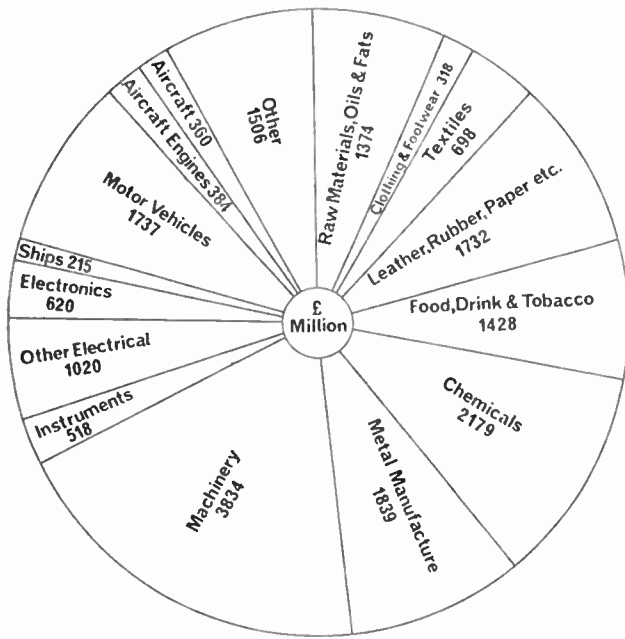 Raw Materials, Oils & Fats
1374
Clothing & Footwear 318
Textiles
698
Leather, Rubber, Paper etc.
1732
Food, Drink & Tobacco
1428
Chemicals
2179
Metal Manufacture
1839
Machinery
3834
Instruments
518
Other Electrical
1020
Electronics
620
Ships 215
Motor Vehicles
1737
Aircraft Engines 384
Aircraft 360
Other
1506
£
Million